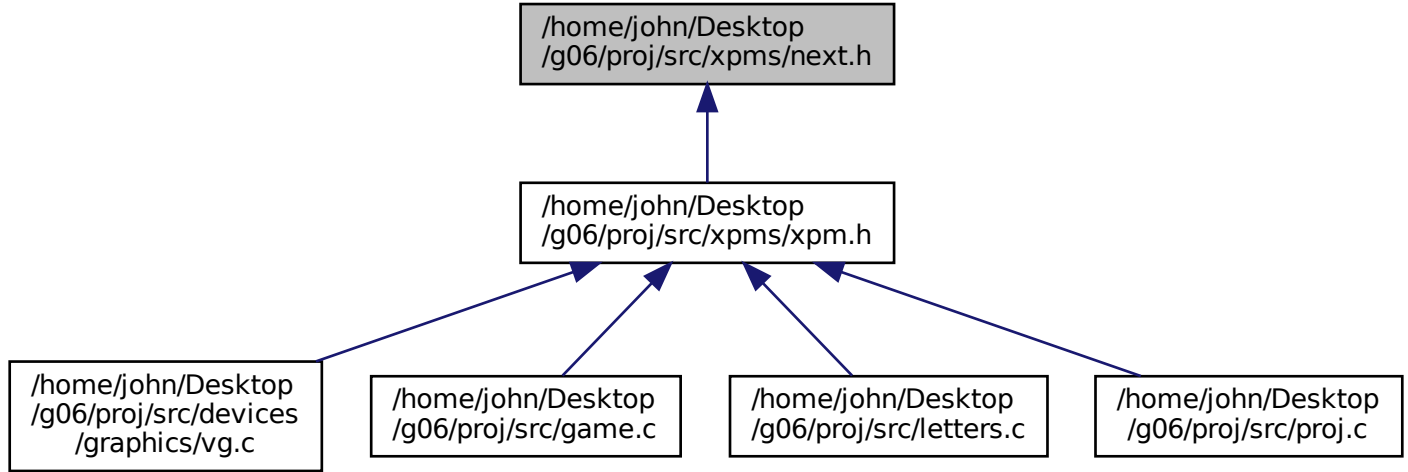 /home/john/Desktop
/g06/proj/src/xpms/next.h
/home/john/Desktop
/g06/proj/src/xpms/xpm.h
/home/john/Desktop
/g06/proj/src/devices
/graphics/vg.c
/home/john/Desktop
/g06/proj/src/game.c
/home/john/Desktop
/g06/proj/src/letters.c
/home/john/Desktop
/g06/proj/src/proj.c